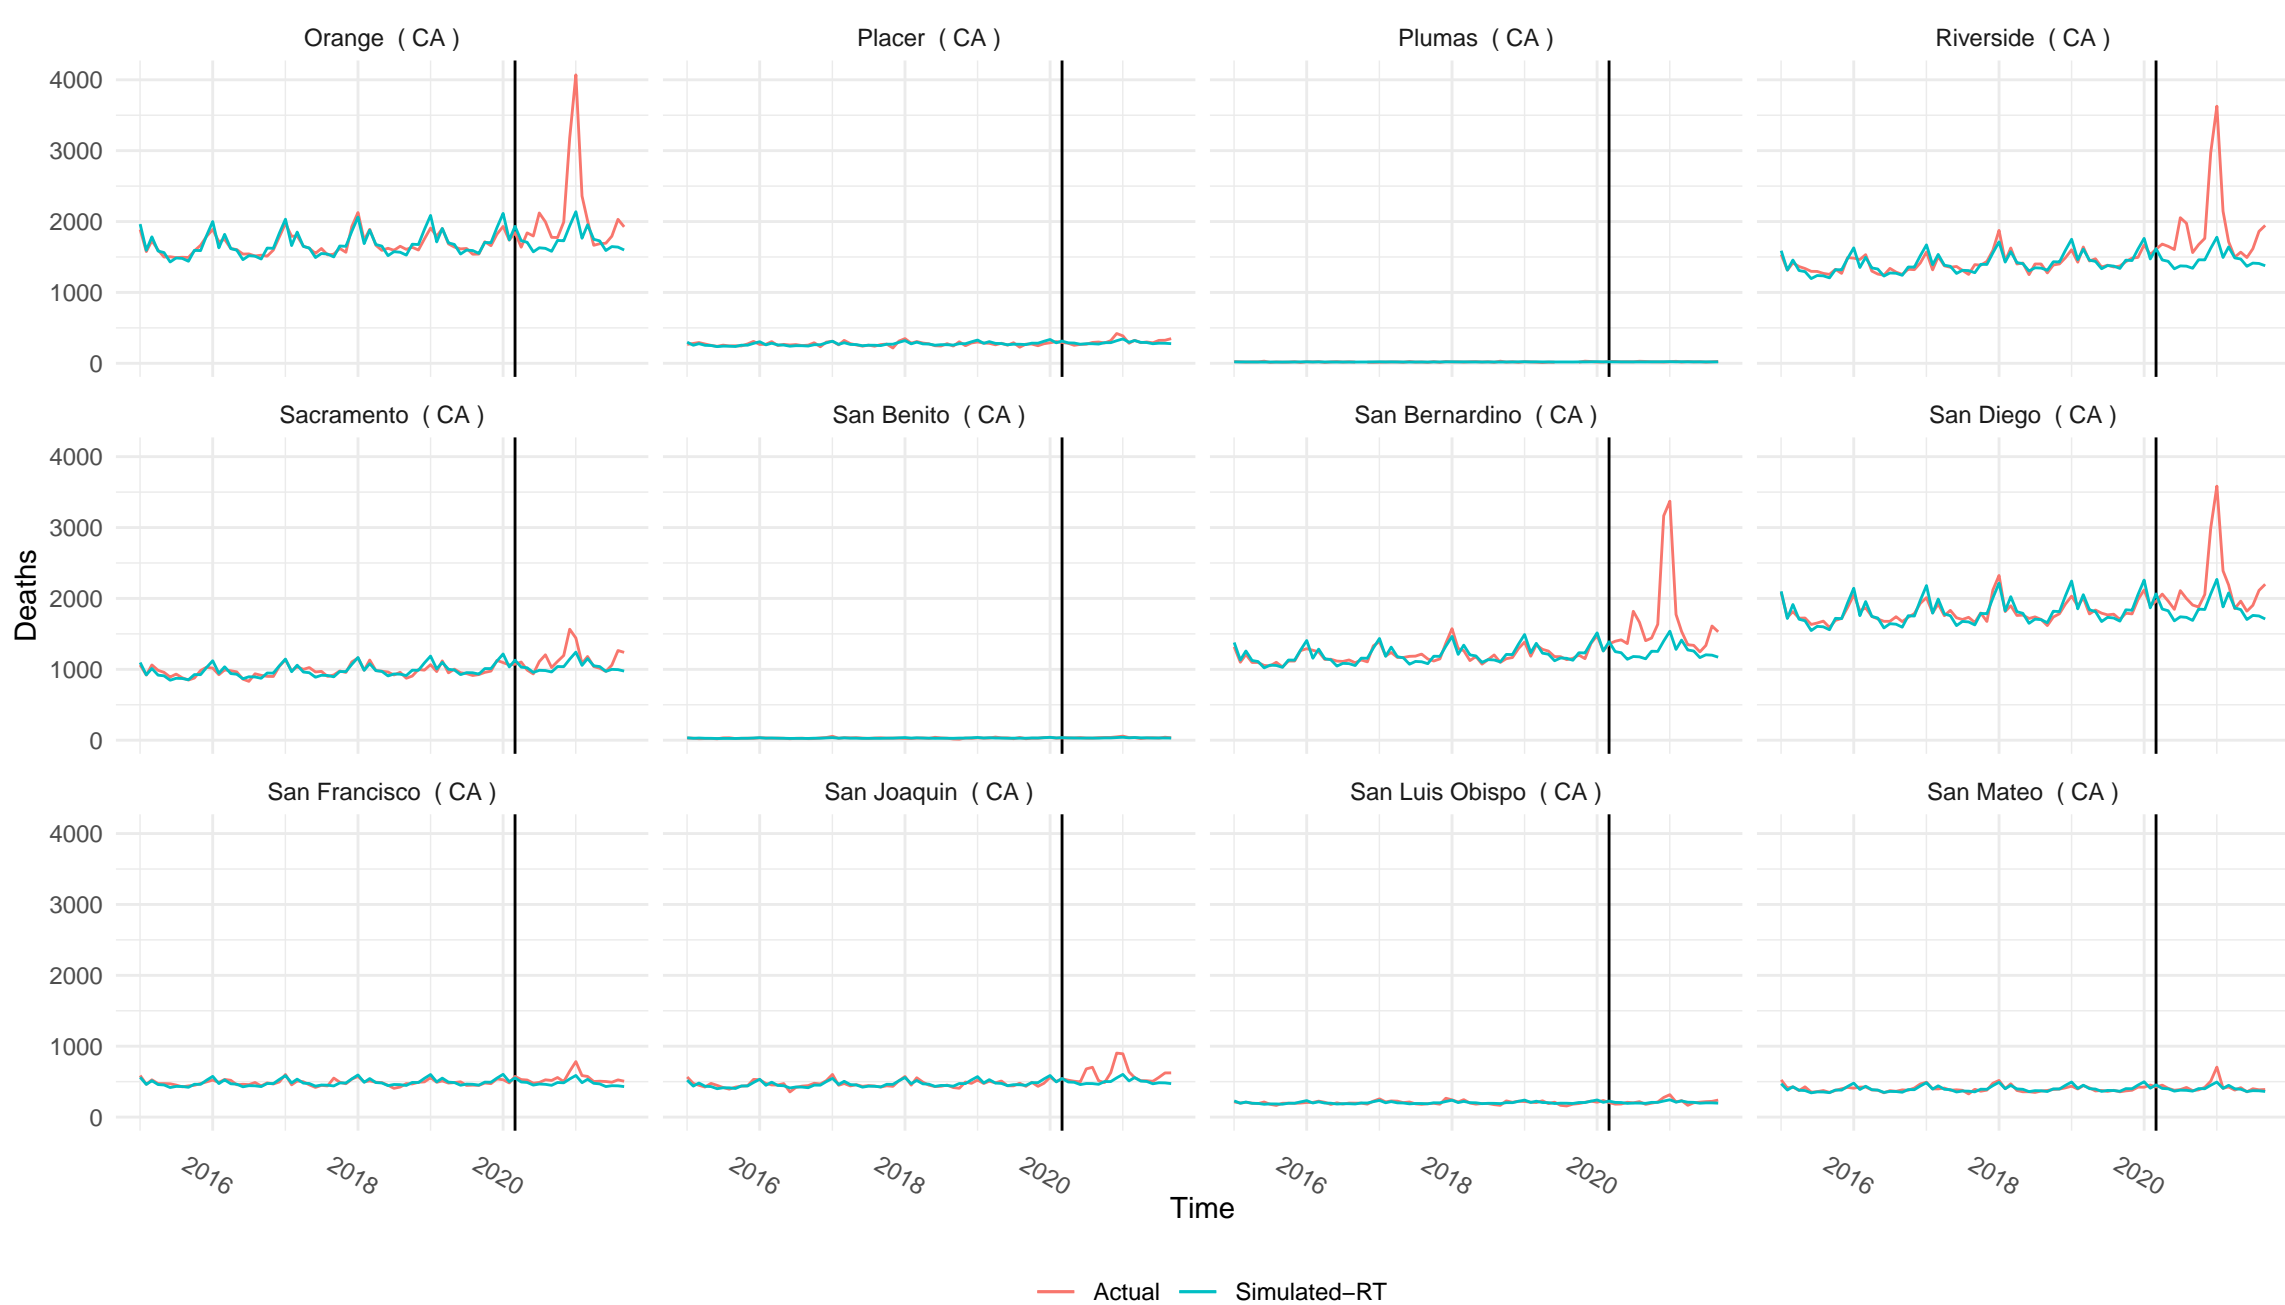 Orange ( CA )
Placer ( CA )
Plumas ( CA )
Riverside ( CA )
4000
3000
2000
1000
0
Sacramento ( CA )
San Benito ( CA )
San Bernardino ( CA )
San Diego ( CA )
4000
3000
2000
1000
0
Deaths
San Francisco ( CA )
San Joaquin ( CA )
San Luis Obispo ( CA )
San Mateo ( CA )
4000
3000
2000
1000
0
2016 2018 2020
2016 2018 2020
2016 2018 2020
2016 2018 2020
Time
Actual
Simulated−RT